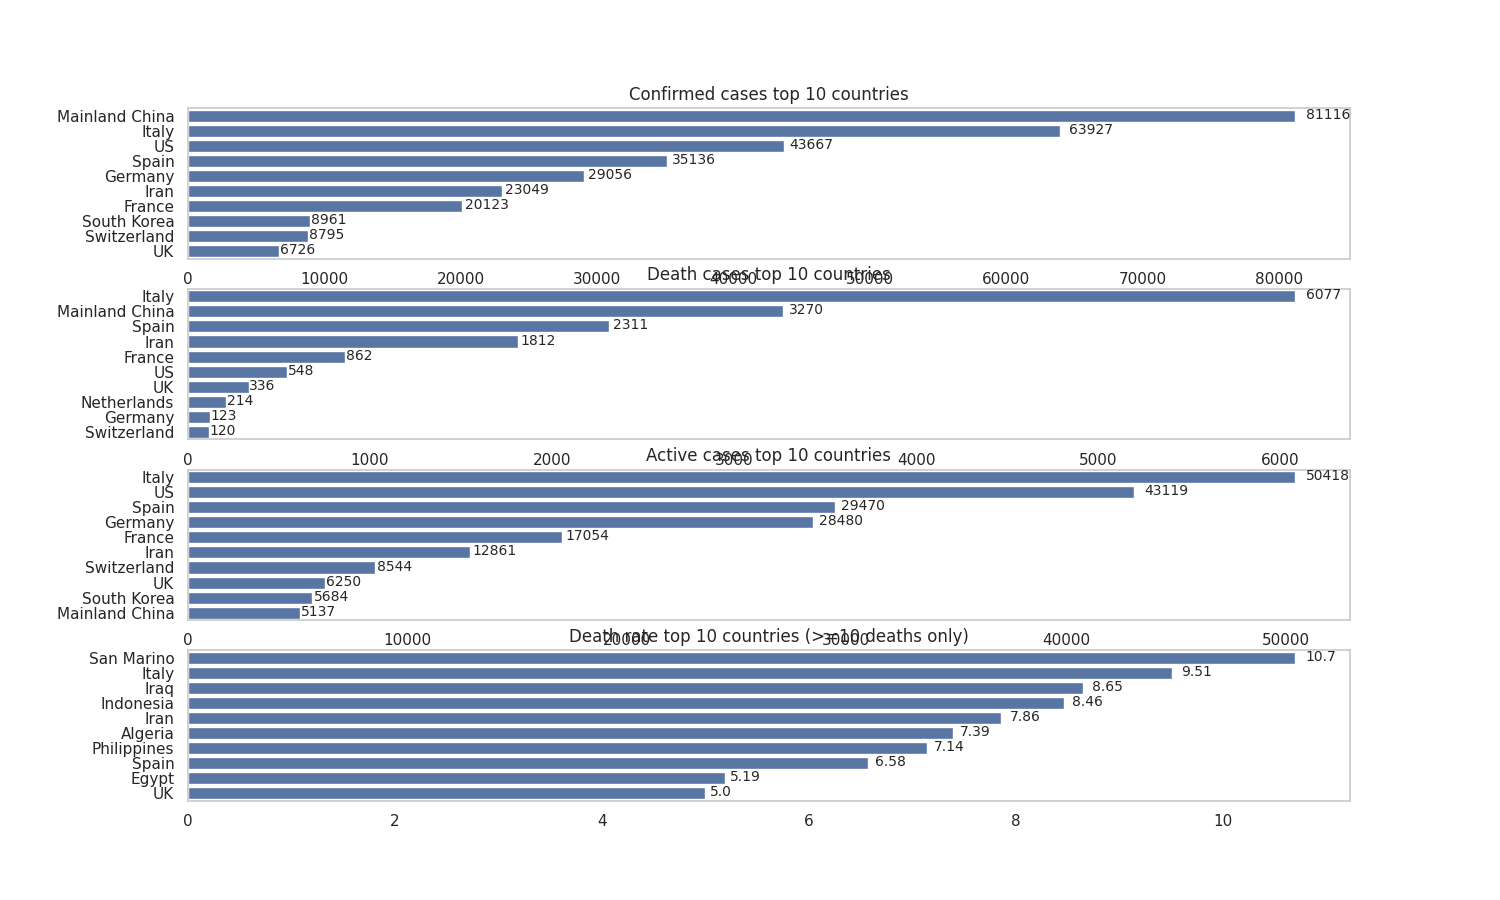 Confirmed cases top 10 countries
Mainland China 81116
Italy 63927
US 43667
Spain 35136
Germany 29056
Iran 23049
France 20123
South Korea 8961
Switzerland 8795
UK 6726
0 10000 20000 30000 40000 50000 60000 70000 80000
Death cases top 10 countries
Italy 6077
Mainland China 3270
Spain 2311
Iran 1812
France 862
US 548
UK 336
Netherlands 214
Germany 123
Switzerland 120
0 1000 2000 3000 4000 5000 6000
Active cases top 10 countries
Italy 50418
US 43119
Spain 29470
Germany 28480
France 17054
Iran 12861
Switzerland 8544
UK 6250
South Korea 5684
Mainland China 5137
0 10000 20000 30000 40000 50000
Death rate top 10 countries (>=10 deaths only)
San Marino 10.7
Italy 9.51
Iraq 8.65
Indonesia 8.46
Iran 7.86
Algeria 7.39
Philippines 7.14
Spain 6.58
Egypt 5.19
UK 5.0
0 2 4 6 8 10